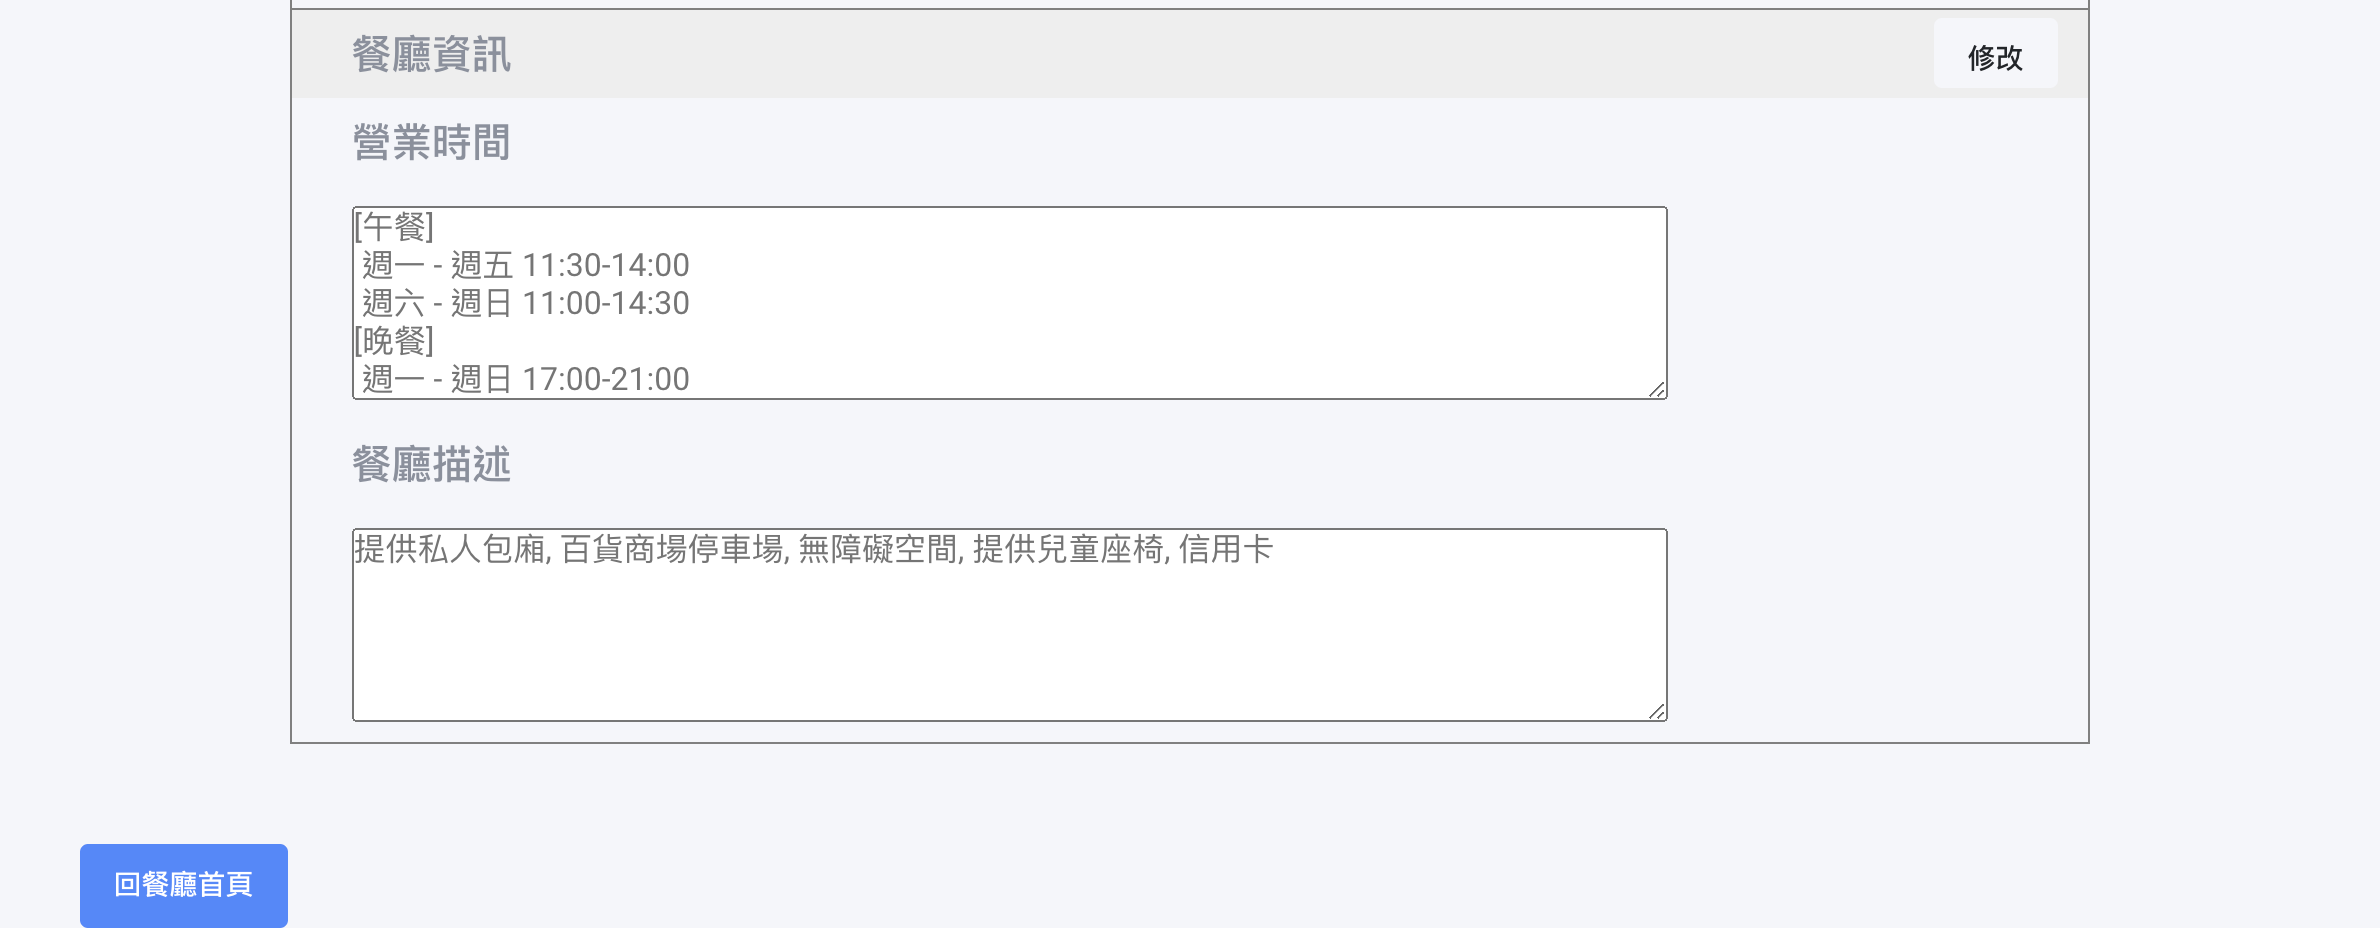 餐廳資訊
修改
營業時間
[午餐]
週一 - 週五 11:30-14:00
週六 - 週日 11:00-14:30
[晚餐]
週一 - 週日 17:00-21:00
餐廳描述
提供私人包廂, 百貨商場停車場, 無障礙空間, 提供兒童座椅, 信用卡
回餐廳首頁